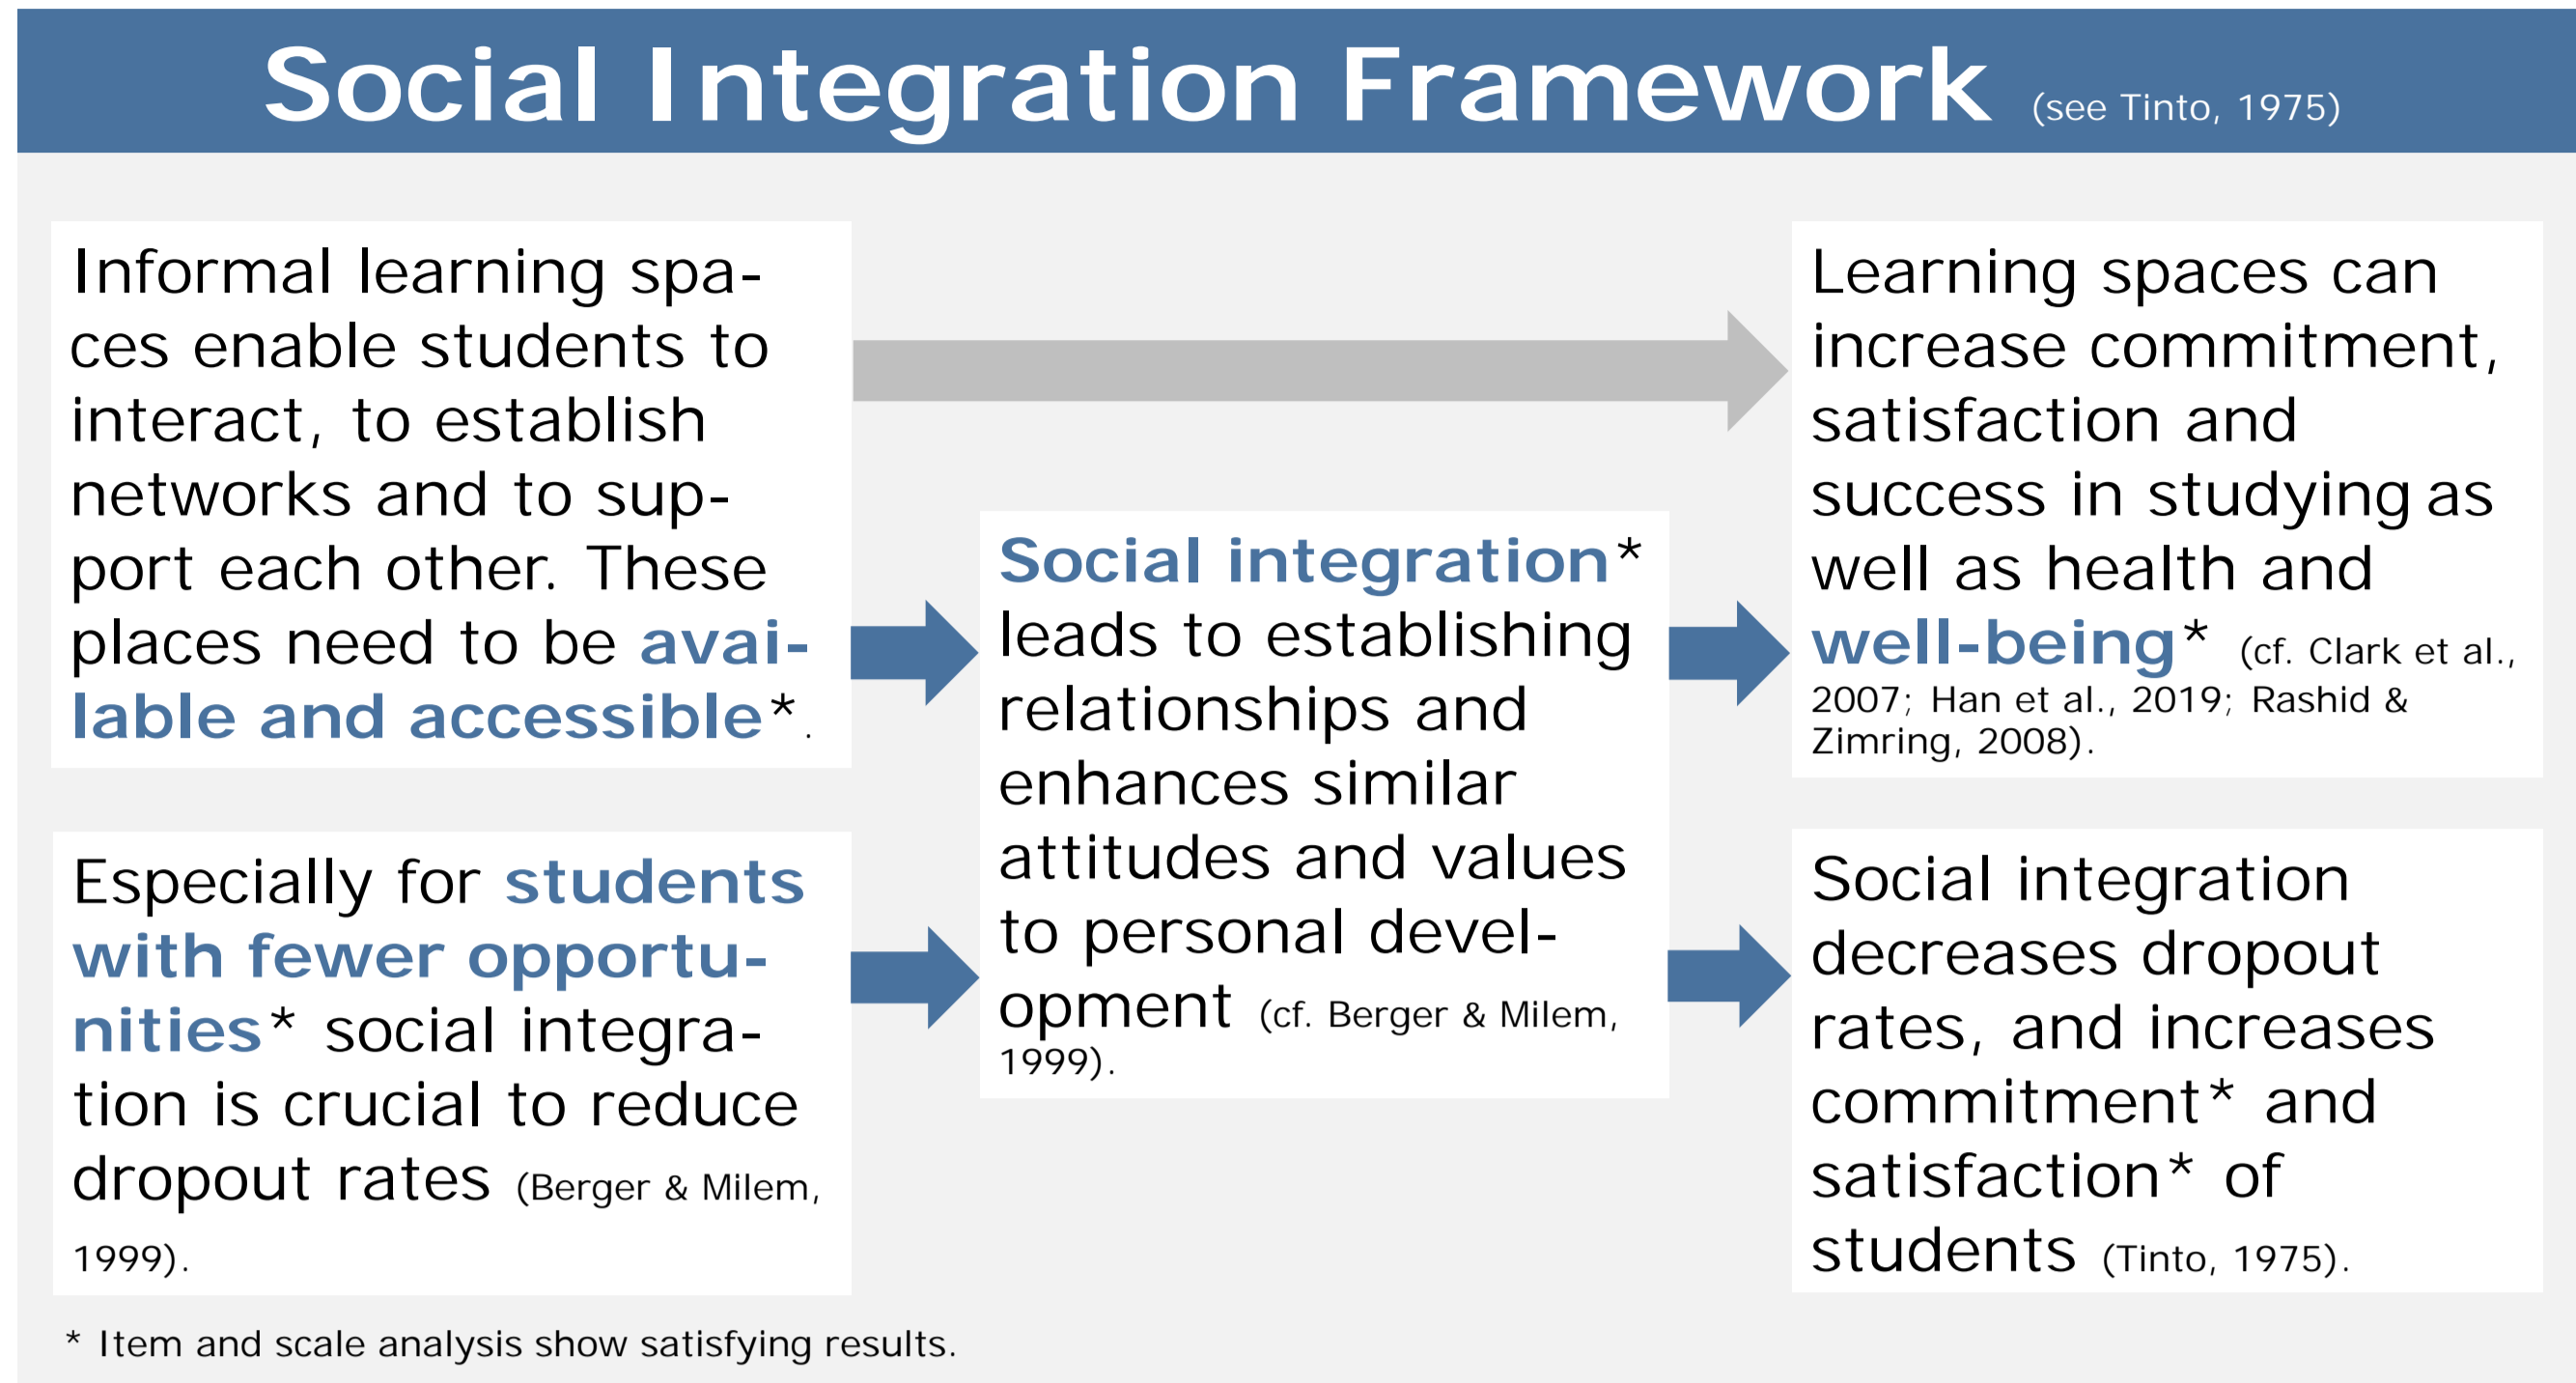 Social Integration Framework (see Tinto, 1975)
Informal learning spa-
ces enable students to
interact, to establish
networks and to sup-
port each other. These
places need to be avai-
lable and accessible*.
Especially for students
with fewer opportu-
nities* social integra-
tion is crucial to reduce
dropout rates (Berger & Milem,
1999).
Social integration*
leads to establishing
relationships and
enhances similar
attitudes and values
to personal devel-
opment (cf. Berger & Milem,
1999).
Learning spaces can
increase commitment,
satisfaction and
success in studying as
well as health and
well-being* (cf. Clark et al.,
2007; Han et al., 2019; Rashid &
Zimring, 2008).
Social integration
decreases dropout
rates, and increases
commitment* and
satisfaction* of
students (Tinto, 1975).
* Item and scale analysis show satisfying results.